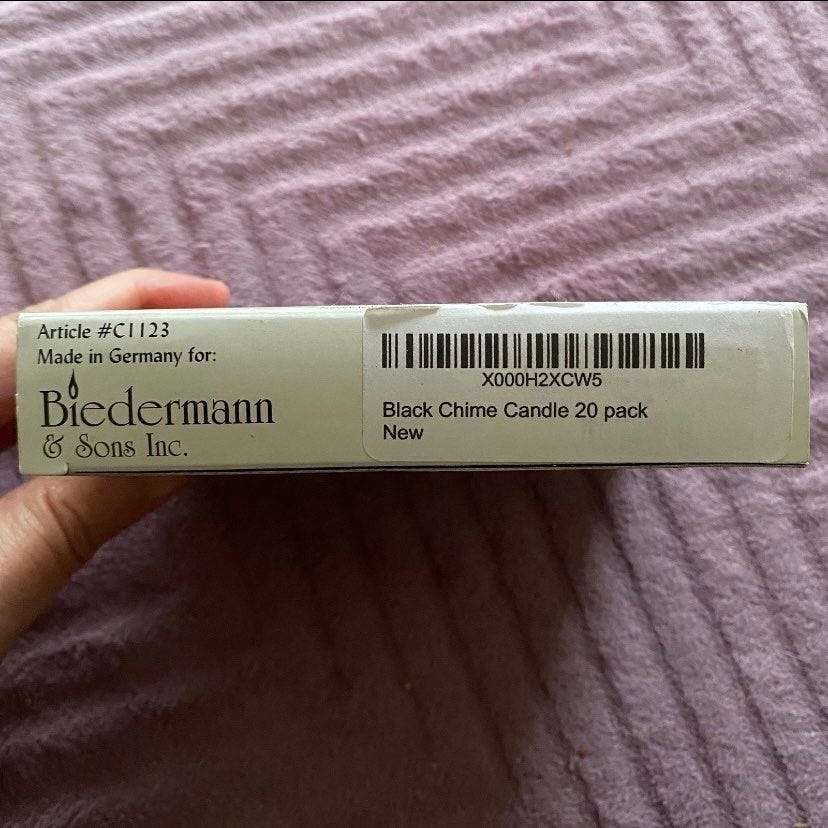 Article #C1123
Made in Germany for:
Biedermann
& Sons Inc.
X000H2XCW5
Black Chime Candle 20 pack
New